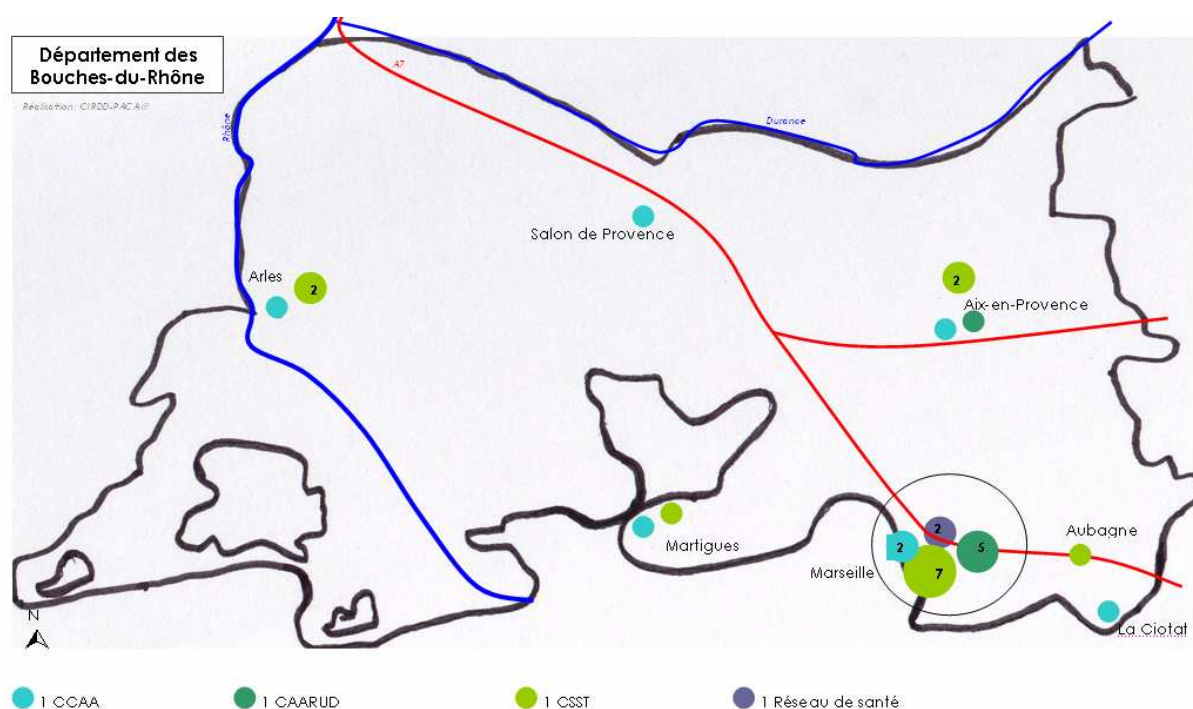 Département des
Bouches-du-Rhône
Réalisation : CIRDD-PACA@
A7
Rhône
Durance
Salon de Provence
Arles
2
2
Aix-en-Provence
2
2
5
7
Aubagne
Martigues
Marseille
La Ciotat
N
1 CCAA
1 CAARUD
1 CSST
1 Réseau de santé